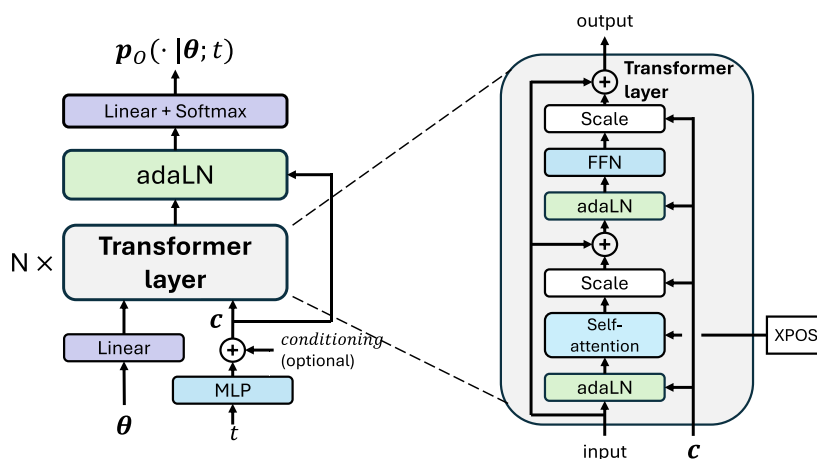 𝒑_O(· |𝜽; t)
Linear + Softmax
adaLN
N ×
Transformer
layer
c
Linear
conditioning
(optional)
MLP
θ
t
output
Transformer
layer
Scale
FFN
adaLN
Scale
Self-
attention
XPOS
adaLN
input
c